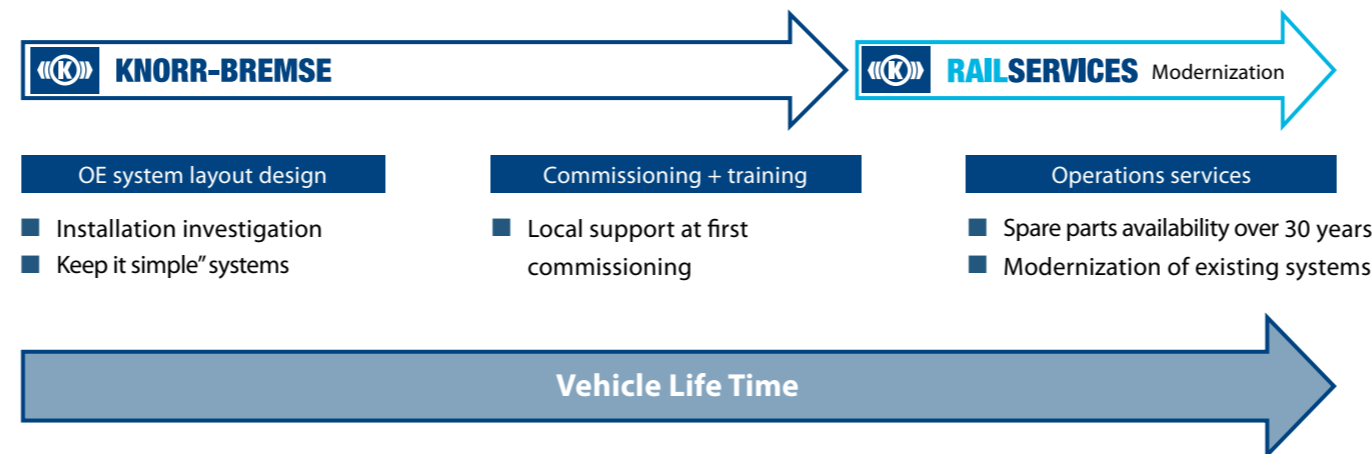 ((K)) KNORR-BREMSE
((K)) RAILSERVICES Modernization
OE system layout design
Installation investigation
Keep it simple” systems
Commissioning + training
Local support at first
commissioning
Operations services
Spare parts availability over 30 years
Modernization of existing systems
Vehicle Life Time